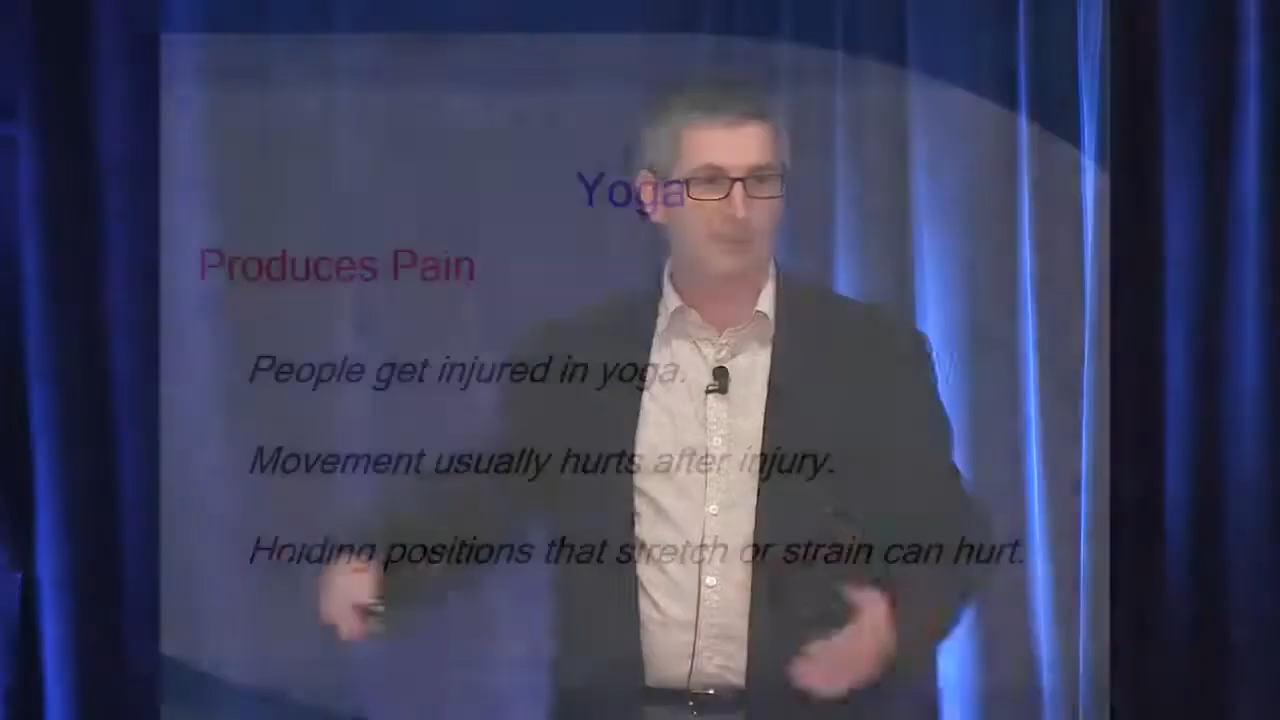 Yoga
Produces Pain
People get injured in yoga.
Movement usually hurts after injury.
Holding positions that stretch or strain can hurt.